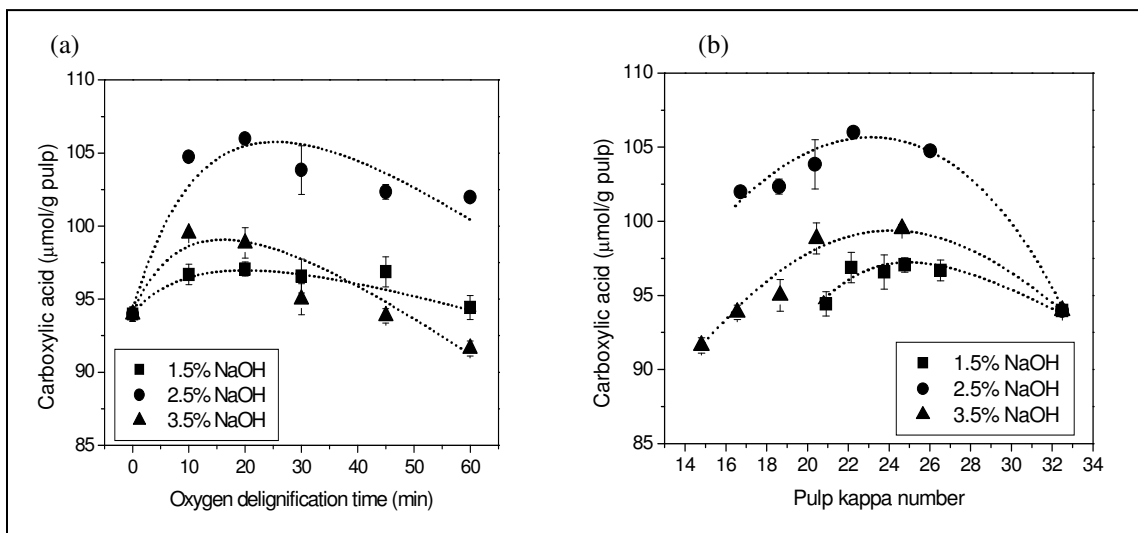 (a)
110
105
100
95
90
85
Carboxylic acid (μmol/g pulp)
1.5% NaOH
2.5% NaOH
3.5% NaOH
0 10 20 30 40 50 60
Oxygen delignification time (min)
(b)
110
105
100
95
90
85
Carboxylic acid (μmol/g pulp)
1.5% NaOH
2.5% NaOH
3.5% NaOH
14 16 18 20 22 24 26 28 30 32 34
Pulp kappa number